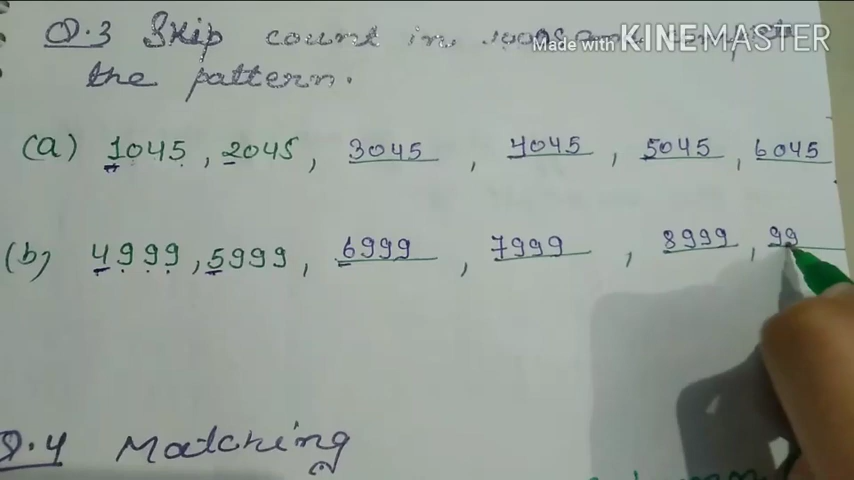 Q.3 Skip count in 1000s
Made with KINEMASTER
the pattern.
(a) 1045, 2045, 3045, 4045, 5045, 6045
(b) 4999, 5999, 6999, 7999, 8999, 99
Q.4 Matching